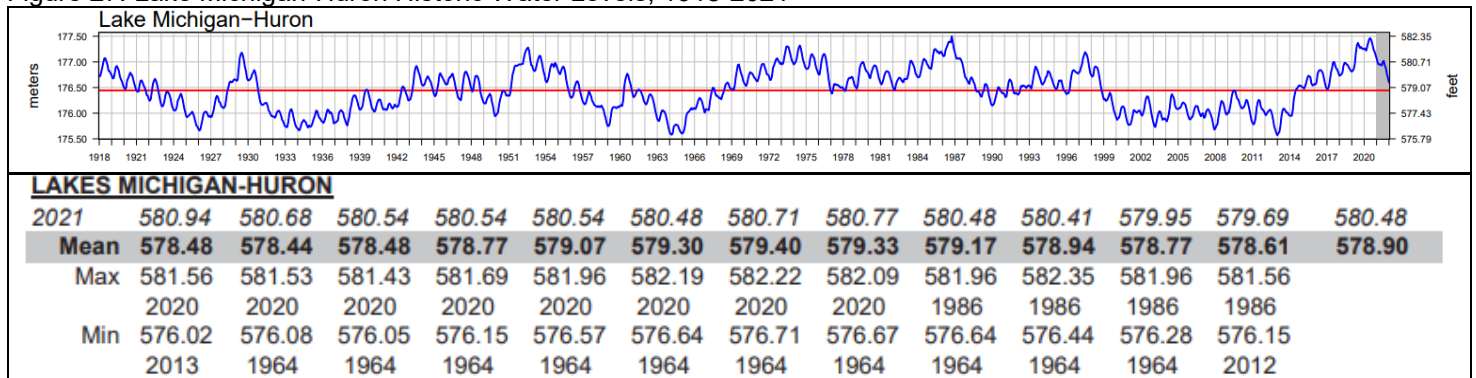 Lake Michigan−Huron
177.50
177.00
176.50
176.00
175.50
meters
582.35
580.71
579.07
577.43
575.79
feet
1918 1921 1924 1927 1930 1933 1936 1939 1942 1945 1948 1951 1954 1957 1960 1963 1966 1969 1972 1975 1978 1981 1984 1987 1990 1993 1996 1999 2002 2005 2008 2011 2014 2017 2020
LAKES MICHIGAN-HURON
2021 580.94 580.68 580.54 580.54 580.54 580.48 580.71 580.77 580.48 580.41 579.95 579.69 580.48
Mean 578.48 578.44 578.48 578.77 579.07 579.30 579.40 579.33 579.17 578.94 578.77 578.61 578.90
Max 581.56 581.53 581.43 581.69 581.96 582.19 582.22 582.09 581.96 582.35 581.96 581.56
2020 2020 2020 2020 2020 2020 2020 2020 1986 1986 1986 1986
Min 576.02 576.08 576.05 576.15 576.57 576.64 576.71 576.67 576.64 576.44 576.28 576.15
2013 1964 1964 1964 1964 1964 1964 1964 1964 1964 1964 2012